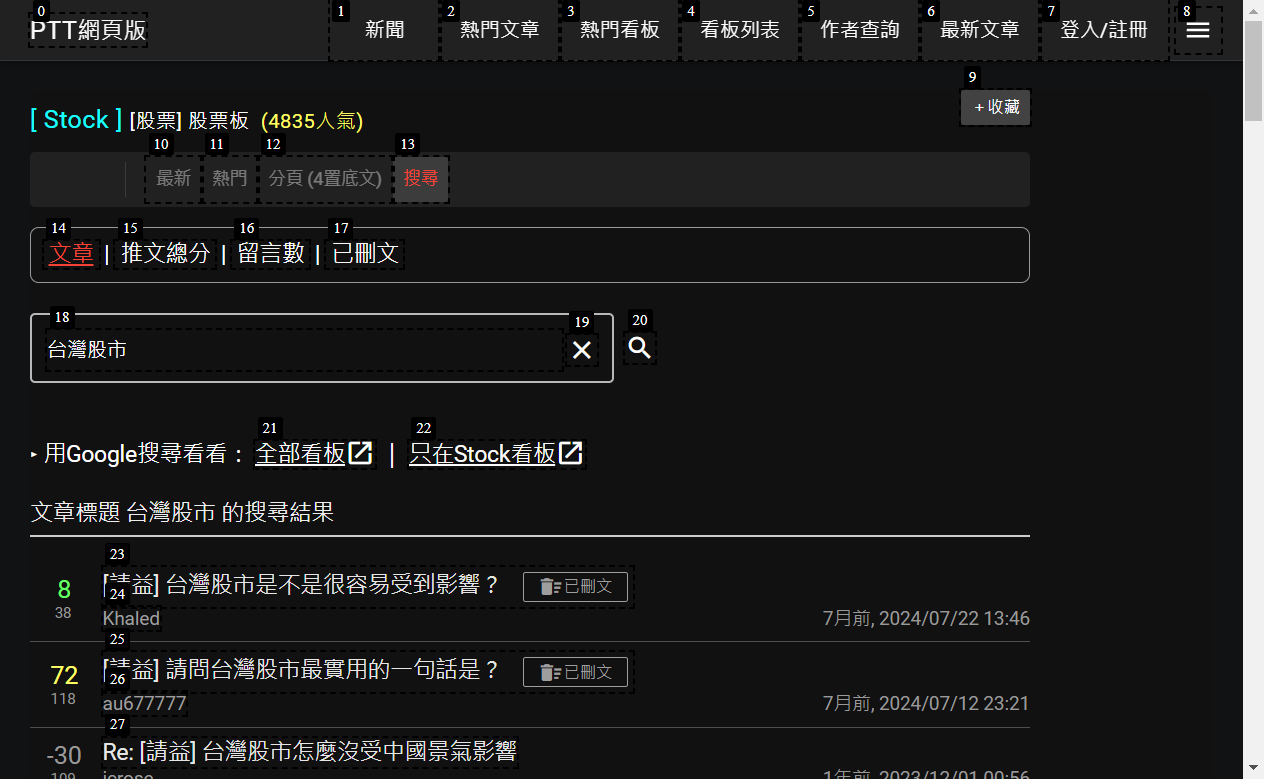 PTT網頁版
新聞
熱門文章
熱門看板
看板列表
作者查詢
最新文章
登入/註冊
0
1
2
3
4
5
6
7
8
9
[ Stock ] [股票] 股票板 (4835人氣)
+ 收藏
10
11
12
13
最新
熱門
分頁 (4置底文)
搜尋
14
15
16
17
文章 | 推文總分 | 留言數 | 已刪文
18
19
20
台灣股市
21
22
‣ 用Google搜尋看看： 全部看板 | 只在Stock看板
文章標題 台灣股市 的搜尋結果
23
8
[請益] 台灣股市是不是很容易受到影響？
已刪文
24
38
Khaled
7月前, 2024/07/22 13:46
25
72
[請益] 請問台灣股市最實用的一句話是？
已刪文
26
118
au677777
7月前, 2024/07/12 23:21
27
-30
Re: [請益] 台灣股市怎麼沒受中國景氣影響
1年前, 2023/12/01 00:56